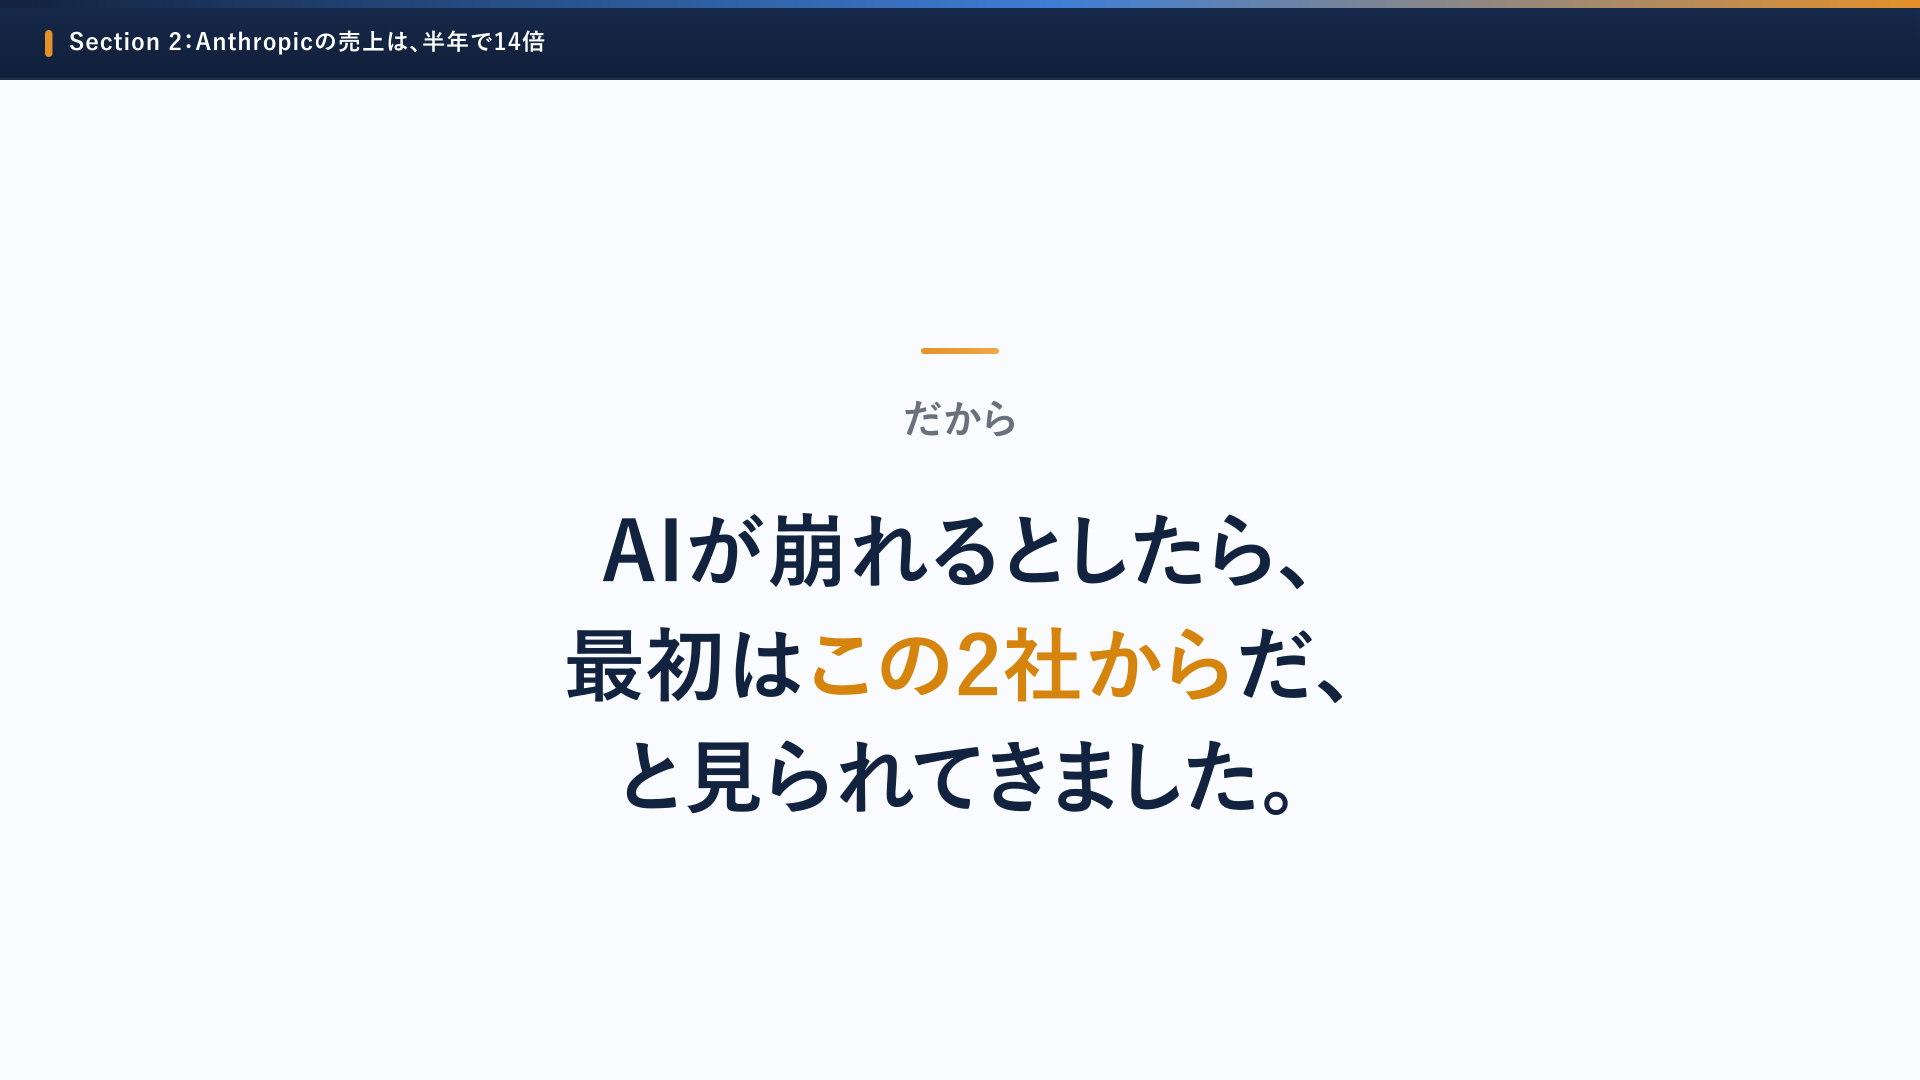 Section 2：Anthropicの売上は、半年で14倍
だから
AIが崩れるとしたら、
最初はこの2社からだ、
と見られてきました。